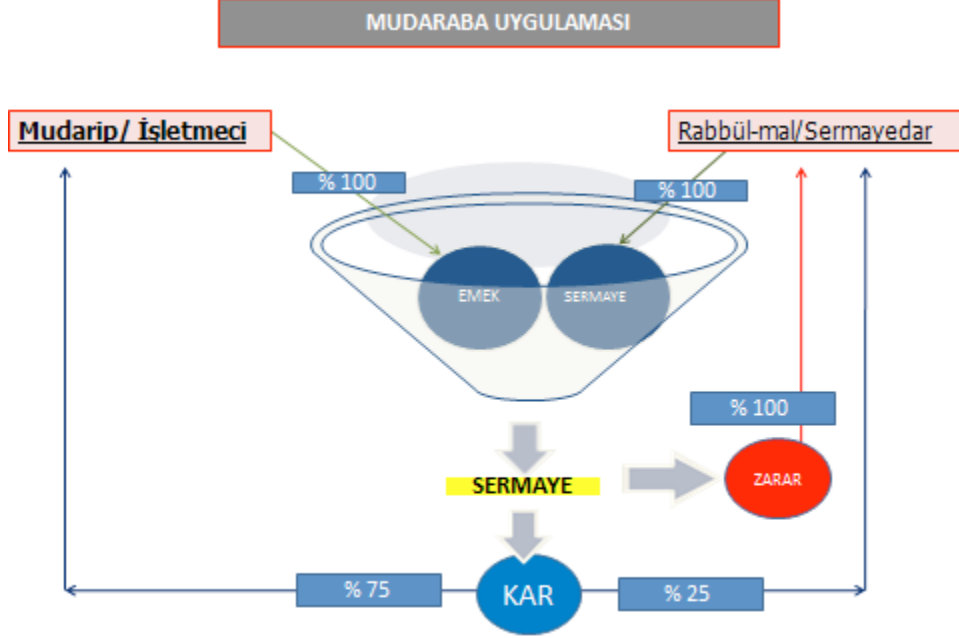 MUDARABA UYGULAMASI
Mudarip/ İşletmeci
Rabbül-mal/Sermayedar
% 100
% 100
EMEK
SERMAYE
% 100
SERMAYE
ZARAR
% 75
KAR
% 25